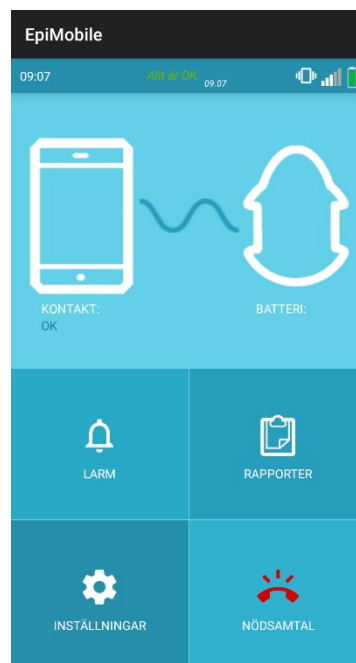 EpiMobile
09:07 Allt är OK. 09.07
KONTAKT: BATTERI:
OK
LARM RAPPORTER
INSTÄLLNINGAR NÖDSAMTAL